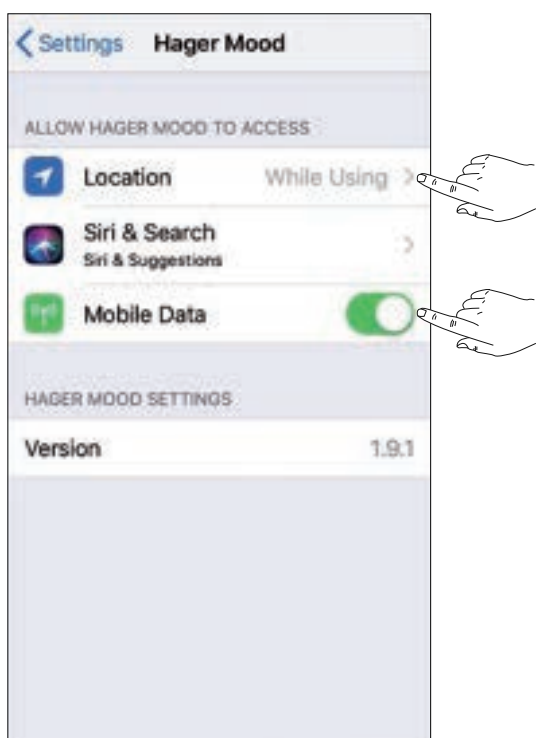 Settings Hager Mood
ALLOW HAGER MOOD TO ACCESS
Location While Using
Siri & Search
Siri & Suggestions
Mobile Data
HAGER MOOD SETTINGS
Version 1.9.1